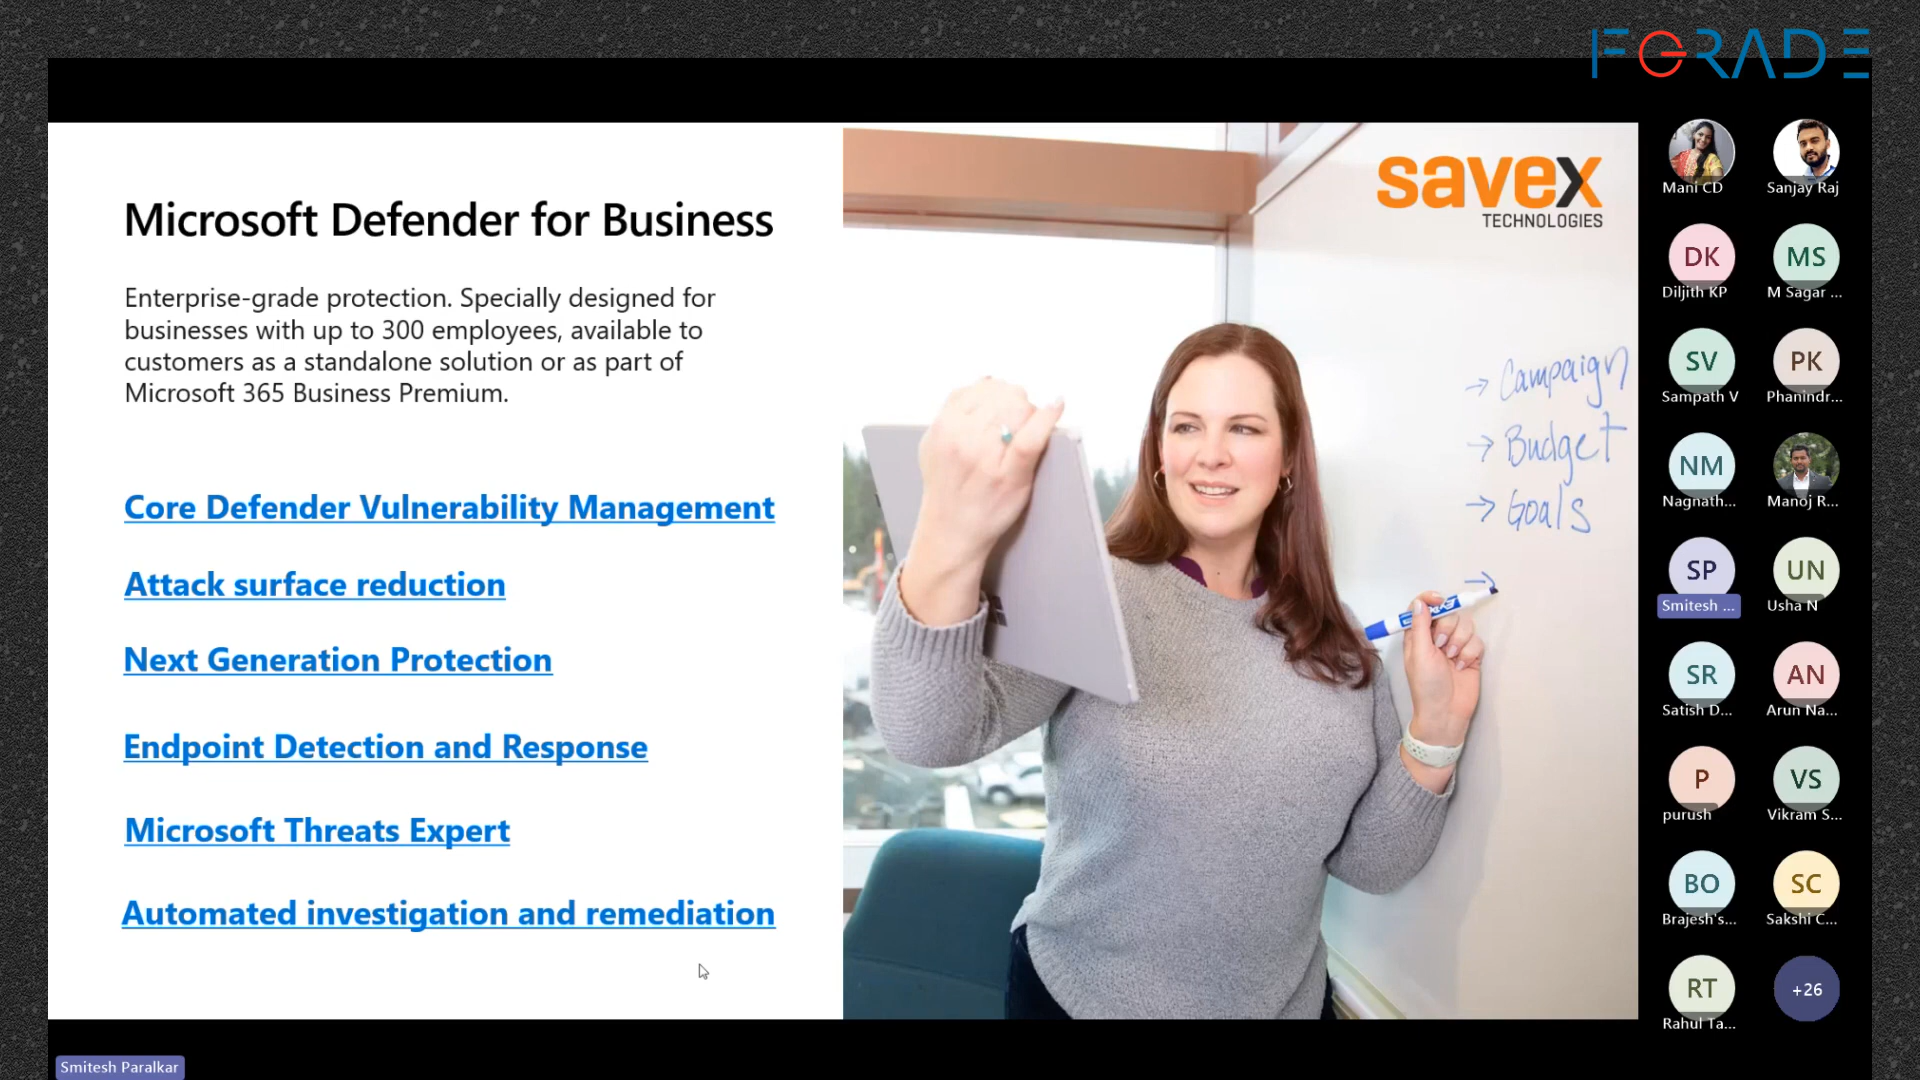 FGRADE
Microsoft Defender for Business
Enterprise-grade protection. Specially designed for
businesses with up to 300 employees, available to
customers as a standalone solution or as part of
Microsoft 365 Business Premium.
Core Defender Vulnerability Management
Attack surface reduction
Next Generation Protection
Endpoint Detection and Response
Microsoft Threats Expert
Automated investigation and remediation
savex
TECHNOLOGIES
→ Campaign
→ Budget
→ Goals
→
Mani CD
Sanjay Raj
DK
Diljith KP
MS
M Sagar ...
SV
Sampath V
PK
Phanindr...
NM
Nagnath...
Manoj R...
SP
Smitesh ...
UN
Usha N
SR
Satish D...
AN
Arun Na...
P
purush
VS
Vikram S...
BO
Brajesh's...
SC
Sakshi C...
RT
Rahul Ta...
+26
Smitesh Paralkar